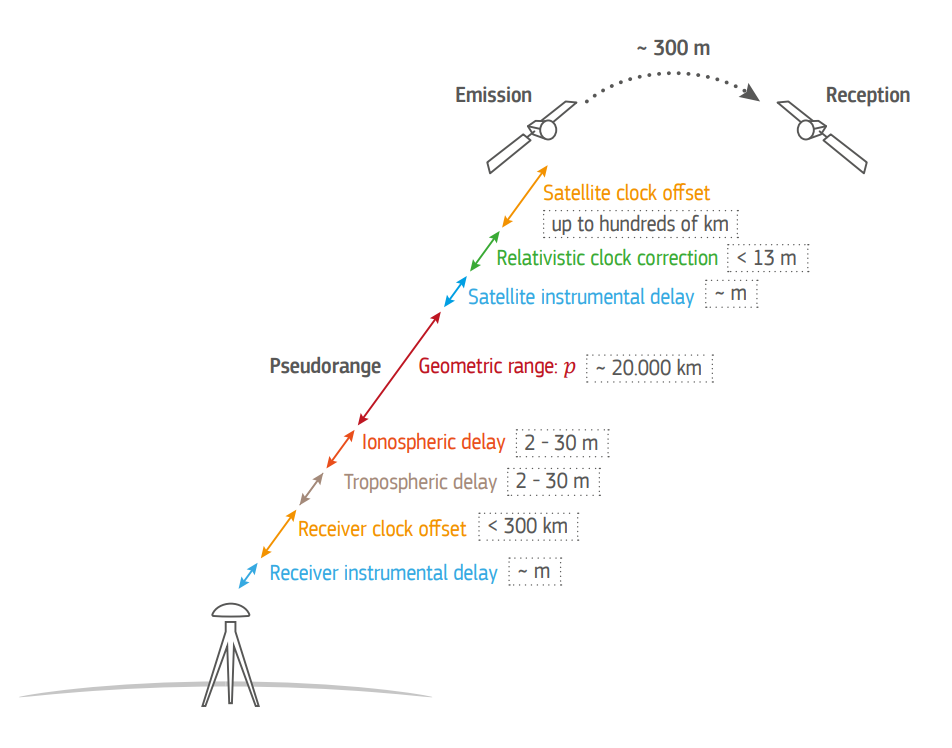 ~ 300 m
Emission
Reception
Satellite clock offset
up to hundreds of km
Relativistic clock correction < 13 m
Satellite instrumental delay ~ m
Pseudorange Geometric range: p ~ 20.000 km
Ionospheric delay 2 - 30 m
Tropospheric delay 2 - 30 m
Receiver clock offset < 300 km
Receiver instrumental delay ~ m